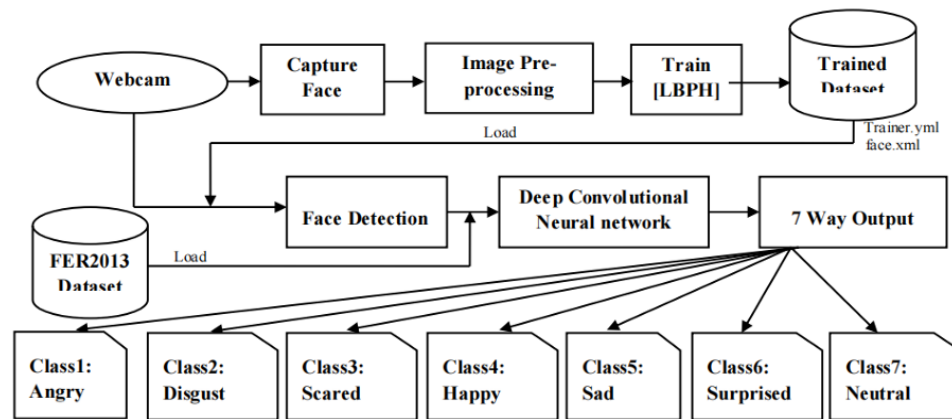 Webcam
Capture
Face
Image Pre-
processing
Train
[LBPH]
Trained
Dataset
Load
Trainer.yml
face.xml
Face Detection
Deep Convolutional
Neural network
7 Way Output
FER2013
Dataset
Load
Class1:
Angry
Class2:
Disgust
Class3:
Scared
Class4:
Happy
Class5:
Sad
Class6:
Surprised
Class7:
Neutral